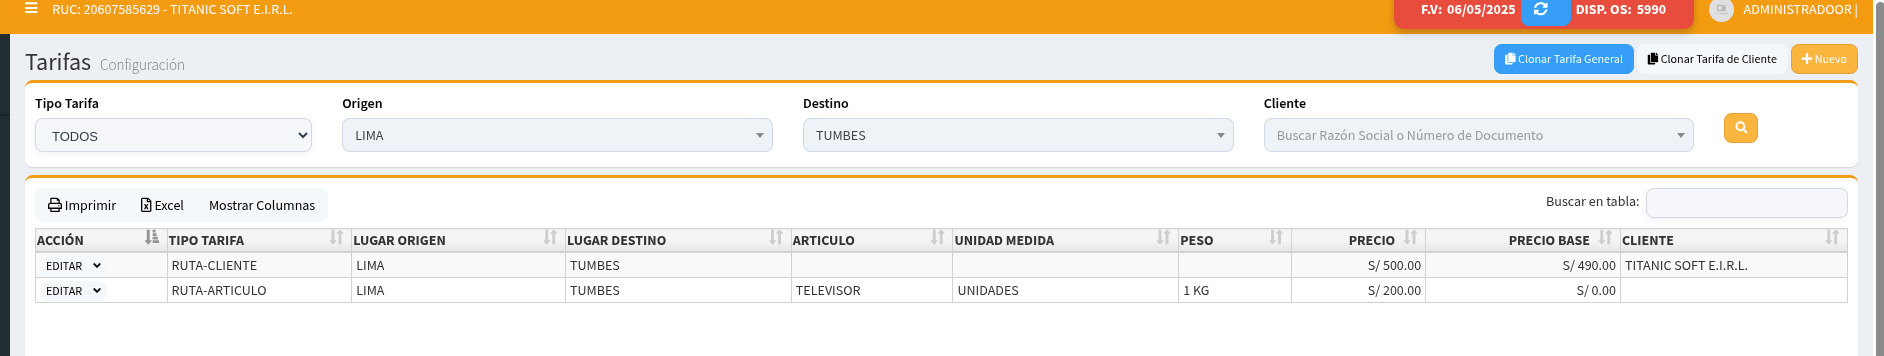 RUC: 20607585629 - TITANIC SOFT E.I.R.L. F.V: 06/05/2025 DISP. OS: 5990 ADMINISTRADOOR |
Tarifas Configuración Clonar Tarifa General Clonar Tarifa de Cliente Nuevo
Tipo Tarifa Origen Destino Cliente
TODOS LIMA TUMBES Buscar Razón Social o Número de Documento
Imprimir Excel Mostrar Columnas Buscar en tabla:
ACCIÓN TIPO TARIFA LUGAR ORIGEN LUGAR DESTINO ARTICULO UNIDAD MEDIDA PESO PRECIO PRECIO BASE CLIENTE
EDITAR RUTA-CLIENTE LIMA TUMBES S/ 500.00 S/ 490.00 TITANIC SOFT E.I.R.L.
EDITAR RUTA-ARTICULO LIMA TUMBES TELEVISOR UNIDADES 1 KG S/ 200.00 S/ 0.00